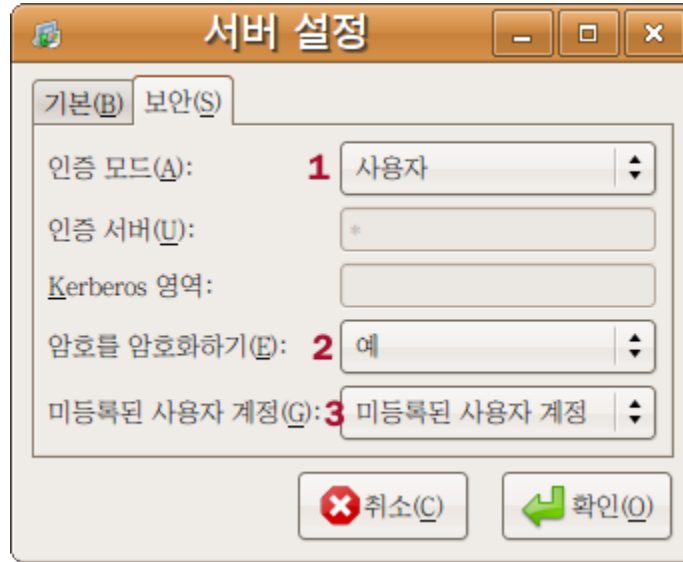 서버 설정
기본(B) 보안(S)
인증 모드(A): 1 사용자
인증 서버(U): *
Kerberos 영역:
암호를 암호화하기(E): 2 예
미등록된 사용자 계정(G): 3 미등록된 사용자 계정
취소(C) 확인(O)